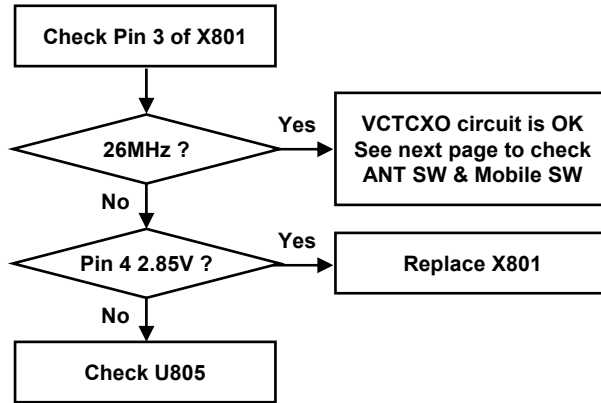 Check Pin 3 of X801
26MHz ?
Yes
VCTCXO circuit is OK
See next page to check
ANT SW & Mobile SW
No
Pin 4 2.85V ?
Yes
Replace X801
No
Check U805